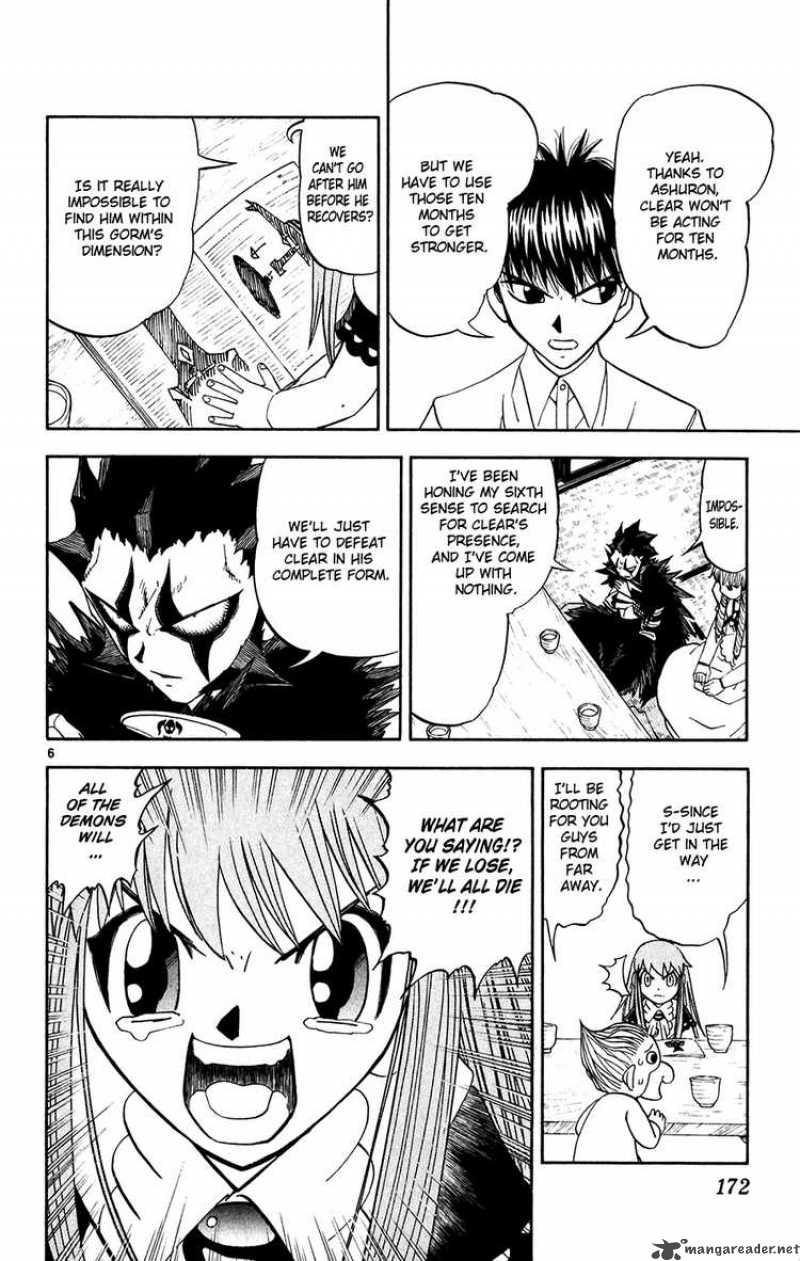 YEAH.
THANKS TO
ASHURON,
CLEAR WON'T
BE ACTING
FOR TEN
MONTHS.
BUT WE
HAVE TO USE
THOSE TEN
MONTHS
TO GET
STRONGER.
WE
CAN'T GO
AFTER HIM
BEFORE HE
RECOVERS?
IS IT REALLY
IMPOSSIBLE TO
FIND HIM WITHIN
THIS GORM'S
DIMENSION?
IMPOS-
SIBLE.
I'VE BEEN
HONING MY SIXTH
SENSE TO SEARCH
FOR CLEAR'S
PRESENCE,
AND I'VE COME
UP WITH
NOTHING.
WE'LL JUST
HAVE TO DEFEAT
CLEAR IN HIS
COMPLETE FORM.
6
S-SINCE
I'D JUST
GET IN THE
WAY
...
I'LL BE
ROOTING
FOR YOU
GUYS
FROM
FAR
AWAY.
WHAT ARE
YOU SAYING!?
IF WE LOSE,
WE'LL ALL DIE
!!!
ALL
OF THE
DEMONS
WILL
...
172
mangareader.net